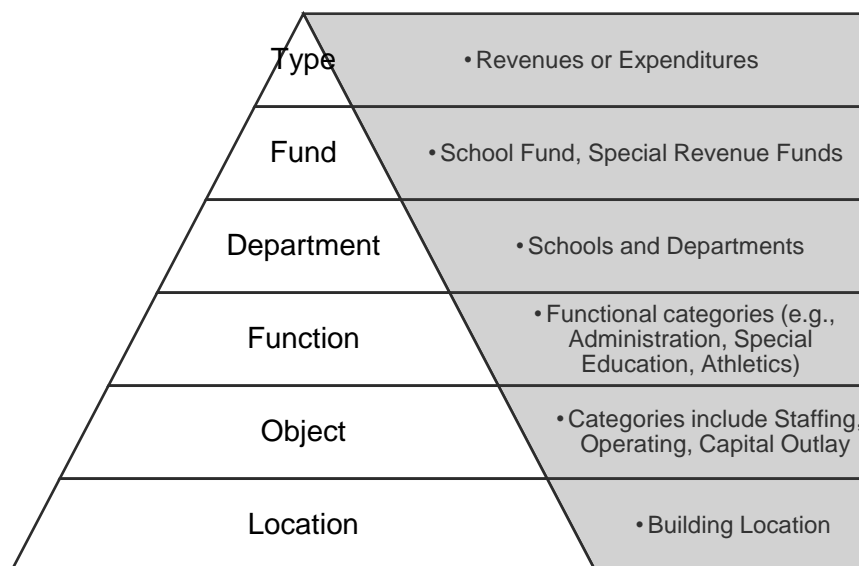 Type
• Revenues or Expenditures
Fund
• School Fund, Special Revenue Funds
Department
• Schools and Departments
Function
• Functional categories (e.g.,
Administration, Special
Education, Athletics)
Object
• Categories include Staffing,
Operating, Capital Outlay
Location
• Building Location